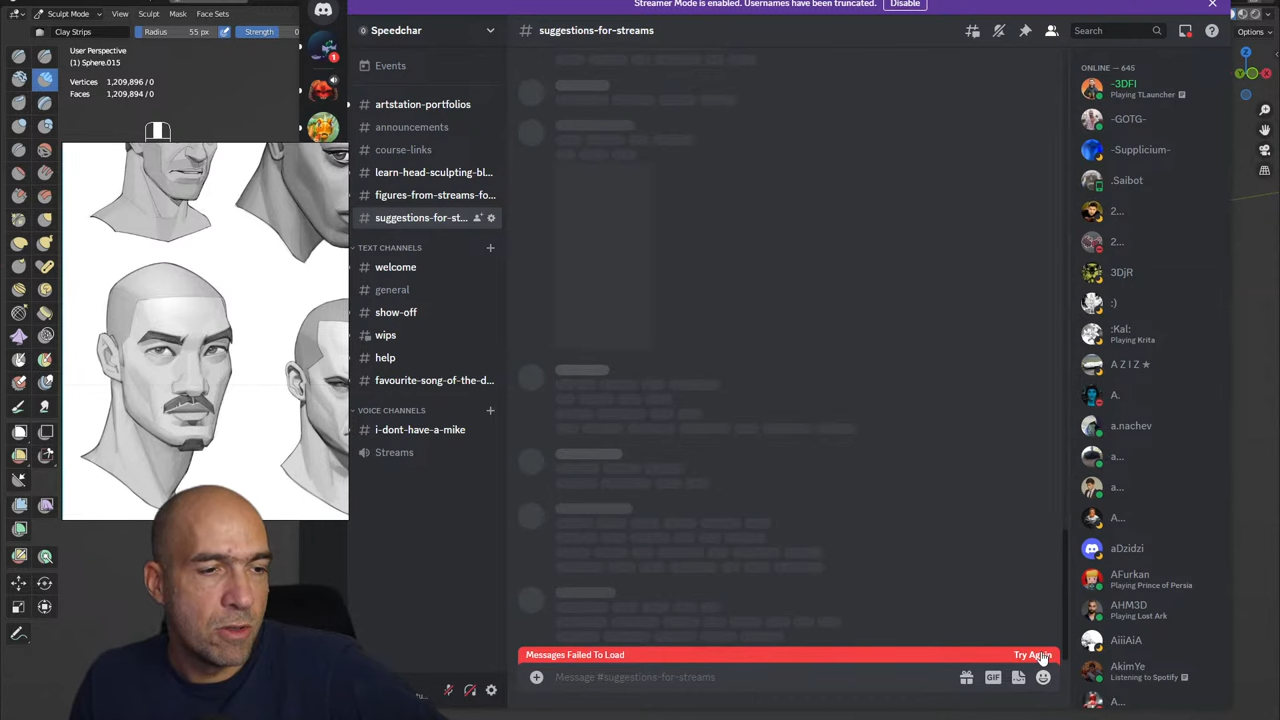 Sculpt Mode
View
Sculpt
Mask
Face Sets
Clay Strips
Radius
55 px
Strength
0
User Perspective
(1) Sphere.015
Vertices
1,209,896 / 0
Faces
1,209,894 / 0
1
Streamer Mode is enabled. Usernames have been truncated.
Disable
Speedchar
Events
artstation-portfolios
announcements
course-links
learn-head-sculpting-bl...
figures-from-streams-fo...
suggestions-for-st...
TEXT CHANNELS
welcome
general
show-off
wips
help
favourite-song-of-the-d...
VOICE CHANNELS
i-dont-have-a-mike
Streams
suggestions-for-streams
Search
Messages Failed To Load
Try Again
Message #suggestions-for-streams
GIF
Options
Z
Y
ONLINE — 645
-3DFI
Playing TLauncher
-GOTG-
-Supplicium-
.Saibot
2...
2...
3DjR
:)
:Kal:
Playing Krita
A Z I Z ★
A.
a.nachev
a...
a...
A...
aDzidzi
AFurkan
Playing Prince of Persia
AHM3D
Playing Lost Ark
AiiiAiA
AkimYe
Listening to Spotify
A...